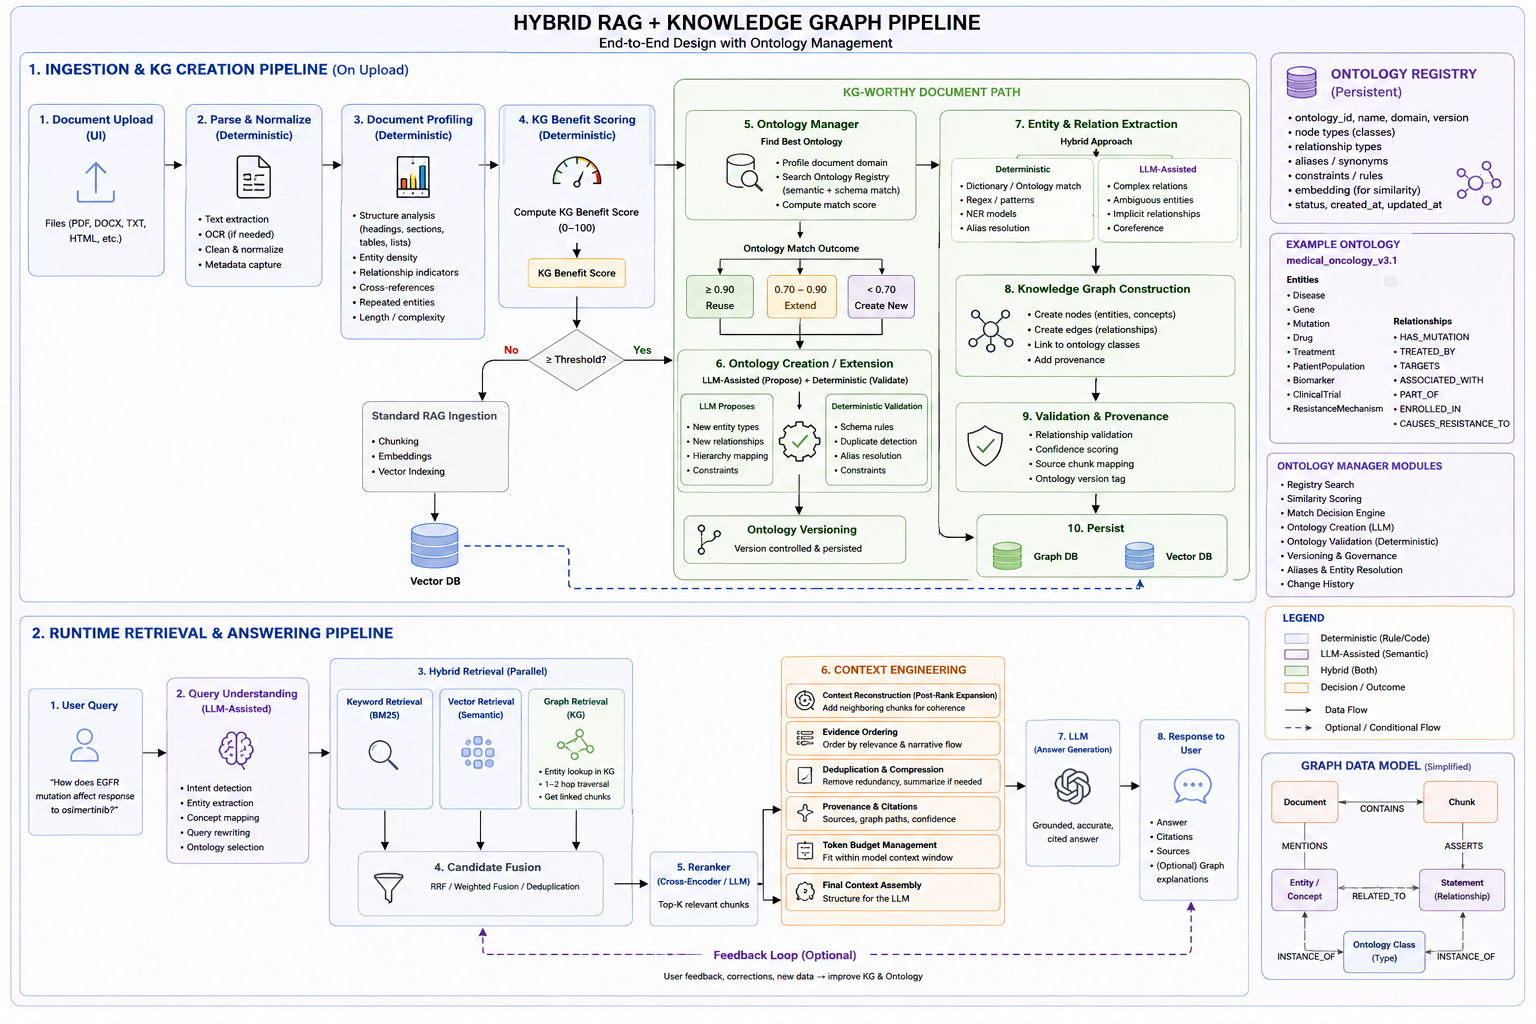 HYBRID RAG + KNOWLEDGE GRAPH PIPELINE
End-to-End Design with Ontology Management
1. INGESTION & KG CREATION PIPELINE (On Upload)
1. Document Upload
(UI)
Files (PDF, DOCX, TXT,
HTML, etc.)
2. Parse & Normalize
(Deterministic)
• Text extraction
• OCR (if needed)
• Clean & normalize
• Metadata capture
3. Document Profiling
(Deterministic)
• Structure analysis
(headings, sections,
tables, lists)
• Entity density
• Relationship indicators
• Cross-references
• Repeated entities
• Length / complexity
4. KG Benefit Scoring
(Deterministic)
Compute KG Benefit Score
(0–100)
KG Benefit Score
≥ Threshold?
No
Yes
Standard RAG Ingestion
• Chunking
• Embeddings
• Vector Indexing
Vector DB
KG-WORTHY DOCUMENT PATH
5. Ontology Manager
Find Best Ontology
• Profile document domain
• Search Ontology Registry
(semantic + schema match)
• Compute match score
Ontology Match Outcome
≥ 0.90
Reuse
0.70 – 0.90
Extend
< 0.70
Create New
6. Ontology Creation / Extension
LLM-Assisted (Propose) + Deterministic (Validate)
LLM Proposes
• New entity types
• New relationships
• Hierarchy mapping
• Constraints
Deterministic Validation
• Schema rules
• Duplicate detection
• Alias resolution
• Constraints
Ontology Versioning
Version controlled & persisted
7. Entity & Relation Extraction
Hybrid Approach
Deterministic
• Dictionary / Ontology match
• Regex / patterns
• NER models
• Alias resolution
LLM-Assisted
• Complex relations
• Ambiguous entities
• Implicit relationships
• Coreference
8. Knowledge Graph Construction
• Create nodes (entities, concepts)
• Create edges (relationships)
• Link to ontology classes
• Add provenance
9. Validation & Provenance
• Relationship validation
• Confidence scoring
• Source chunk mapping
• Ontology version tag
10. Persist
Graph DB
Vector DB
ONTOLOGY REGISTRY
(Persistent)
• ontology_id, name, domain, version
• node types (classes)
• relationship types
• aliases / synonyms
• constraints / rules
• embedding (for similarity)
• status, created_at, updated_at
EXAMPLE ONTOLOGY
medical_oncology_v3.1
Entities
• Disease
• Gene
• Mutation
• Drug
• Treatment
• PatientPopulation
• Biomarker
• ClinicalTrial
• ResistanceMechanism
Relationships
• HAS_MUTATION
• TREATED_BY
• TARGETS
• ASSOCIATED_WITH
• PART_OF
• ENROLLED_IN
• CAUSES_RESISTANCE_TO
ONTOLOGY MANAGER MODULES
• Registry Search
• Similarity Scoring
• Match Decision Engine
• Ontology Creation (LLM)
• Ontology Validation (Deterministic)
• Versioning & Governance
• Aliases & Entity Resolution
• Change History
2. RUNTIME RETRIEVAL & ANSWERING PIPELINE
1. User Query
"How does EGFR
mutation affect response
to osimertinib?"
2. Query Understanding
(LLM-Assisted)
• Intent detection
• Entity extraction
• Concept mapping
• Query rewriting
• Ontology selection
3. Hybrid Retrieval (Parallel)
Keyword Retrieval
(BM25)
Vector Retrieval
(Semantic)
Graph Retrieval
(KG)
• Entity lookup in KG
• 1–2 hop traversal
• Get linked chunks
4. Candidate Fusion
RRF / Weighted Fusion / Deduplication
5. Reranker
(Cross-Encoder / LLM)
Top-K relevant chunks
6. CONTEXT ENGINEERING
Context Reconstruction (Post-Rank Expansion)
Add neighboring chunks for coherence
Evidence Ordering
Order by relevance & narrative flow
Deduplication & Compression
Remove redundancy, summarize if needed
Provenance & Citations
Sources, graph paths, confidence
Token Budget Management
Fit within model context window
Final Context Assembly
Structure for the LLM
7. LLM
(Answer Generation)
Grounded, accurate,
cited answer
8. Response to
User
• Answer
• Citations
• Sources
• (Optional) Graph
explanations
Feedback Loop (Optional)
User feedback, corrections, new data → improve KG & Ontology
LEGEND
Deterministic (Rule/Code)
LLM-Assisted (Semantic)
Hybrid (Both)
Decision / Outcome
Data Flow
Optional / Conditional Flow
GRAPH DATA MODEL (Simplified)
Document
CONTAINS
Chunk
MENTIONS
ASSERTS
Entity /
Concept
RELATED_TO
Statement
(Relationship)
INSTANCE_OF
Ontology Class
(Type)
INSTANCE_OF